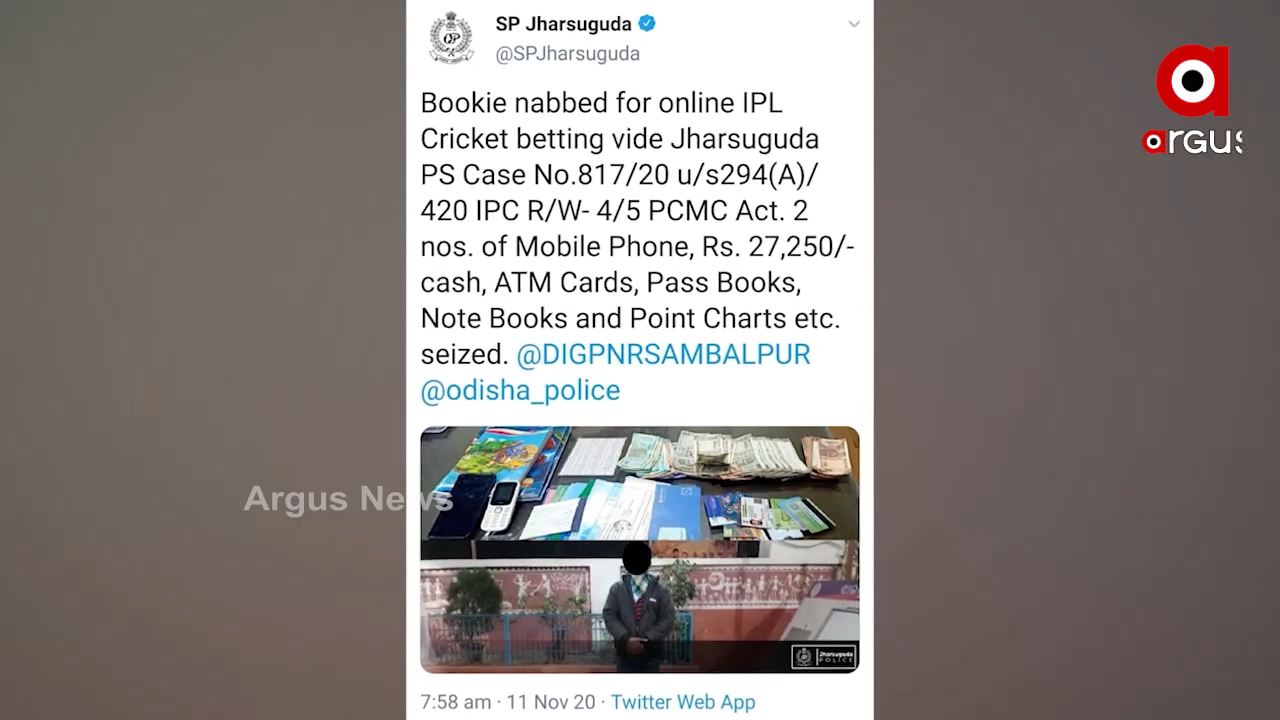 SP Jharsuguda
@SPJharsuguda
Bookie nabbed for online IPL
Cricket betting vide Jharsuguda
PS Case No.817/20 u/s294(A)/
420 IPC R/W- 4/5 PCMC Act. 2
nos. of Mobile Phone, Rs. 27,250/-
cash, ATM Cards, Pass Books,
Note Books and Point Charts etc.
seized. @DIGPNRSAMBALPUR
@odisha_police
Argus News
Jharsuguda
POLICE
7:58 am · 11 Nov 20 · Twitter Web App
argus